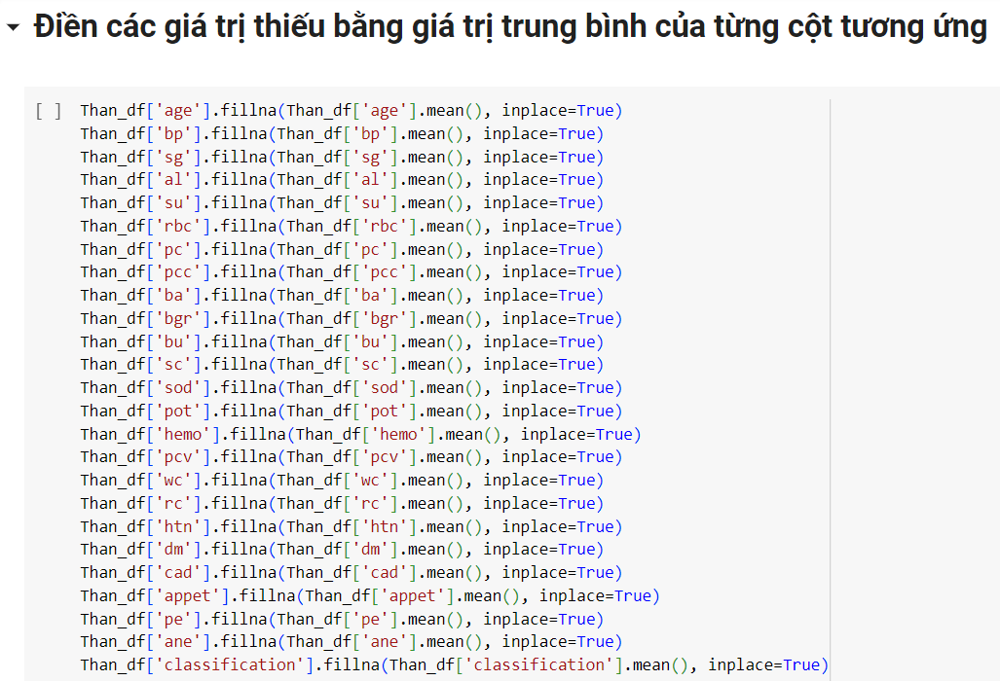 Điền các giá trị thiếu bằng giá trị trung bình của từng cột tương ứng
[ ] Than_df['age'].fillna(Than_df['age'].mean(), inplace=True)
Than_df['bp'].fillna(Than_df['bp'].mean(), inplace=True)
Than_df['sg'].fillna(Than_df['sg'].mean(), inplace=True)
Than_df['al'].fillna(Than_df['al'].mean(), inplace=True)
Than_df['su'].fillna(Than_df['su'].mean(), inplace=True)
Than_df['rbc'].fillna(Than_df['rbc'].mean(), inplace=True)
Than_df['pc'].fillna(Than_df['pc'].mean(), inplace=True)
Than_df['pcc'].fillna(Than_df['pcc'].mean(), inplace=True)
Than_df['ba'].fillna(Than_df['ba'].mean(), inplace=True)
Than_df['bgr'].fillna(Than_df['bgr'].mean(), inplace=True)
Than_df['bu'].fillna(Than_df['bu'].mean(), inplace=True)
Than_df['sc'].fillna(Than_df['sc'].mean(), inplace=True)
Than_df['sod'].fillna(Than_df['sod'].mean(), inplace=True)
Than_df['pot'].fillna(Than_df['pot'].mean(), inplace=True)
Than_df['hemo'].fillna(Than_df['hemo'].mean(), inplace=True)
Than_df['pcv'].fillna(Than_df['pcv'].mean(), inplace=True)
Than_df['wc'].fillna(Than_df['wc'].mean(), inplace=True)
Than_df['rc'].fillna(Than_df['rc'].mean(), inplace=True)
Than_df['htn'].fillna(Than_df['htn'].mean(), inplace=True)
Than_df['dm'].fillna(Than_df['dm'].mean(), inplace=True)
Than_df['cad'].fillna(Than_df['cad'].mean(), inplace=True)
Than_df['appet'].fillna(Than_df['appet'].mean(), inplace=True)
Than_df['pe'].fillna(Than_df['pe'].mean(), inplace=True)
Than_df['ane'].fillna(Than_df['ane'].mean(), inplace=True)
Than_df['classification'].fillna(Than_df['classification'].mean(), inplace=True)